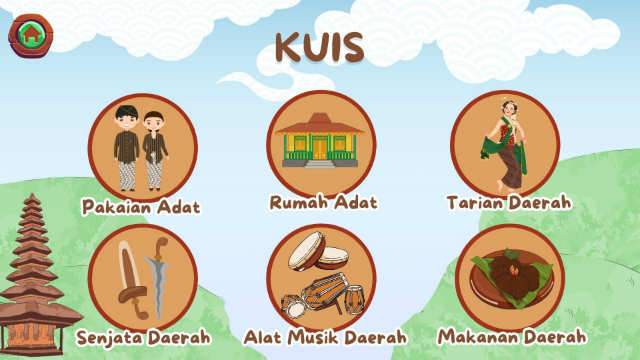 KUIS
Pakaian Adat
Rumah Adat
Tarian Daerah
Senjata Daerah
Alat Musik Daerah
Makanan Daerah